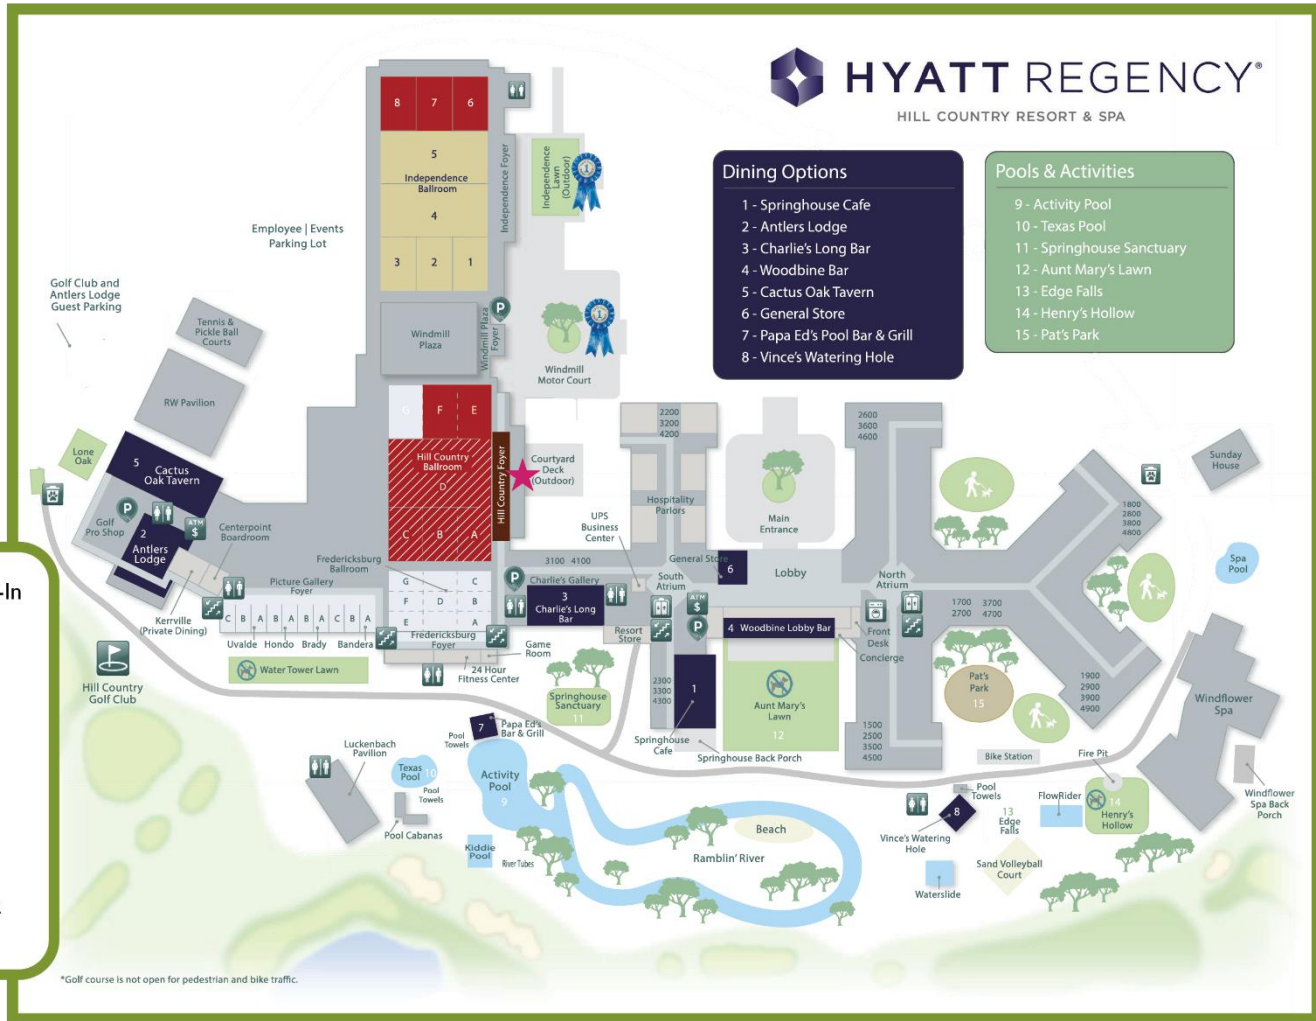 HYATT REGENCY®
HILL COUNTRY RESORT & SPA
Dining Options
1 - Springhouse Cafe
2 - Antlers Lodge
3 - Charlie's Long Bar
4 - Woodbine Bar
5 - Cactus Oak Tavern
6 - General Store
7 - Papa Ed's Pool Bar & Grill
8 - Vince's Watering Hole
Pools & Activities
9 - Activity Pool
10 - Texas Pool
11 - Springhouse Sanctuary
12 - Aunt Mary's Lawn
13 - Edge Falls
14 - Henry's Hollow
15 - Pat's Park
8 7 6
5
Independence
Ballroom
4
3 2 1
Independence Foyer
Independence
Lawn
(Outdoor)
1
Employee | Events
Parking Lot
Golf Club and
Antlers Lodge
Guest Parking
Tennis &
Pickle Ball
Courts
RW Pavilion
Windmill
Plaza
Windmill Plaza
Foyer
P
1
Windmill
Motor Court
G F E
Hill Country
Ballroom
D
C B A
Hill Country Foyer
Courtyard
Deck
(Outdoor)
2200
3200
4200
Hospitality
Parlors
Main
Entrance
2600
3600
4600
Sunday
House
1800
2800
3800
4800
Lone
Oak
5
Cactus
Oak Tavern
P
Golf
Pro Shop
ATM
$
2
Antlers
Lodge
Centerpoint
Boardroom
Kerrville
(Private Dining)
Picture Gallery
Foyer
C B A B A B A C B A
Uvalde Hondo Brady Bandera
Fredericksburg
Ballroom
G C
F D B
E A
Fredericksburg
Foyer
3100 4100
P
Charlie's Gallery
3
Charlie's Long
Bar
UPS
Business
Center
General Store
6
Lobby
South
Atrium
ATM
$
P
4 Woodbine Lobby Bar
North
Atrium
Front
Desk
Concierge
1700 3700
2700 4700
Spa
Pool
Resort
Store
Game
Room
24 Hour
Fitness Center
Water Tower Lawn
Hill Country
Golf Club
Springhouse
Sanctuary
11
2300
3300
4300
1
Springhouse
Cafe
Aunt Mary's
Lawn
12
Springhouse Back Porch
Pat's
Park
15
1900
2900
3900
4900
1500
2500
3500
4500
Windflower
Spa
Bike Station
Fire Pit
Windflower
Spa Back
Porch
Luckenbach
Pavilion
7
Papa Ed's
Bar & Grill
Pool
Towels
Texas
Pool
10
Pool
Towels
Pool Cabanas
Activity
Pool
9
Kiddie
Pool
River Tubes
Beach
Ramblin' River
Pool
Towels
8
Vince's Watering
Hole
13
Edge
Falls
FlowRider
14
Henry's
Hollow
Sand Volleyball
Court
Waterslide
-In
*Golf course is not open for pedestrian and bike traffic.